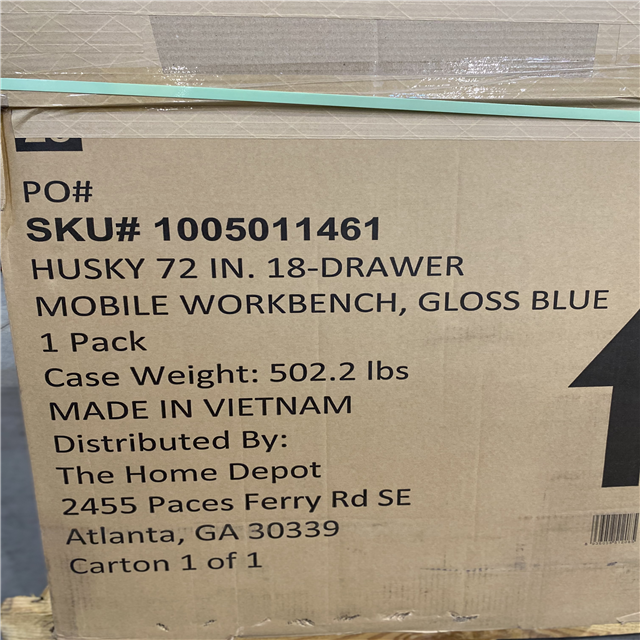 PO#
SKU# 1005011461
HUSKY 72 IN. 18-DRAWER
MOBILE WORKBENCH, GLOSS BLUE
1 Pack
Case Weight: 502.2 lbs
MADE IN VIETNAM
Distributed By:
The Home Depot
2455 Paces Ferry Rd SE
Atlanta, GA 30339
Carton 1 of 1